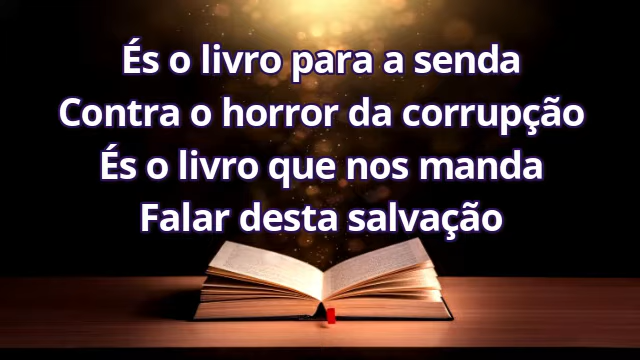 És o livro para a senda
Contra o horror da corrupção
És o livro que nos manda
Falar desta salvação